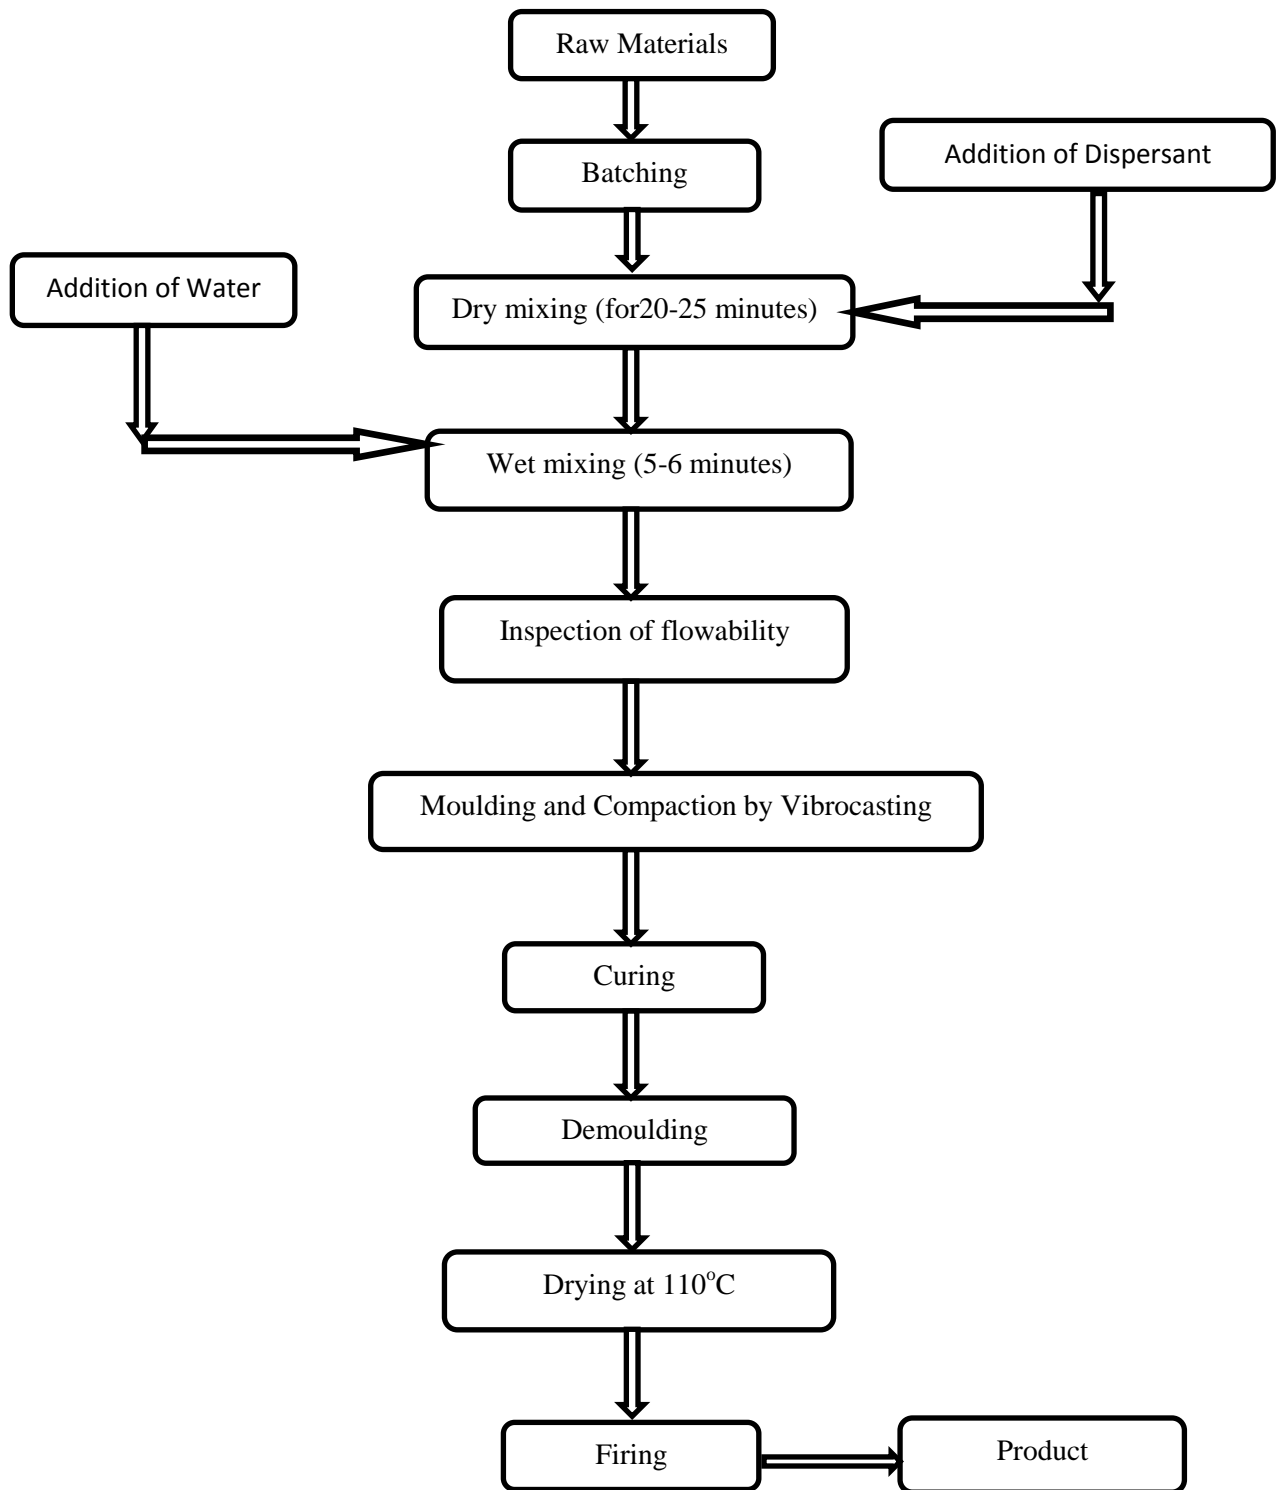 Raw Materials
Batching
Addition of Dispersant
Addition of Water
Dry mixing (for20-25 minutes)
Wet mixing (5-6 minutes)
Inspection of flowability
Moulding and Compaction by Vibrocasting
Curing
Demoulding
Drying at 110°C
Firing
Product